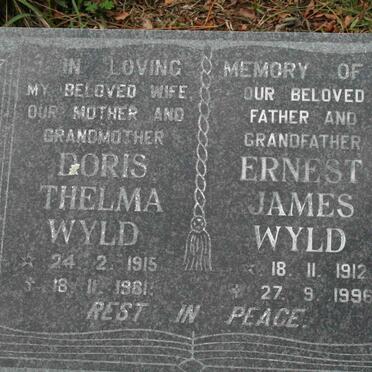 IN LOVING MEMORY OF
MY BELOVED WIFE,
OUR MOTHER AND
GRANDMOTHER
DORIS
THELMA
WYLD
24. 2. 1915
18. 11. 1981.
OUR BELOVED
FATHER AND
GRANDFATHER
ERNEST
JAMES
WYLD
18. 11. 1912
27. 9. 1996
REST IN PEACE.